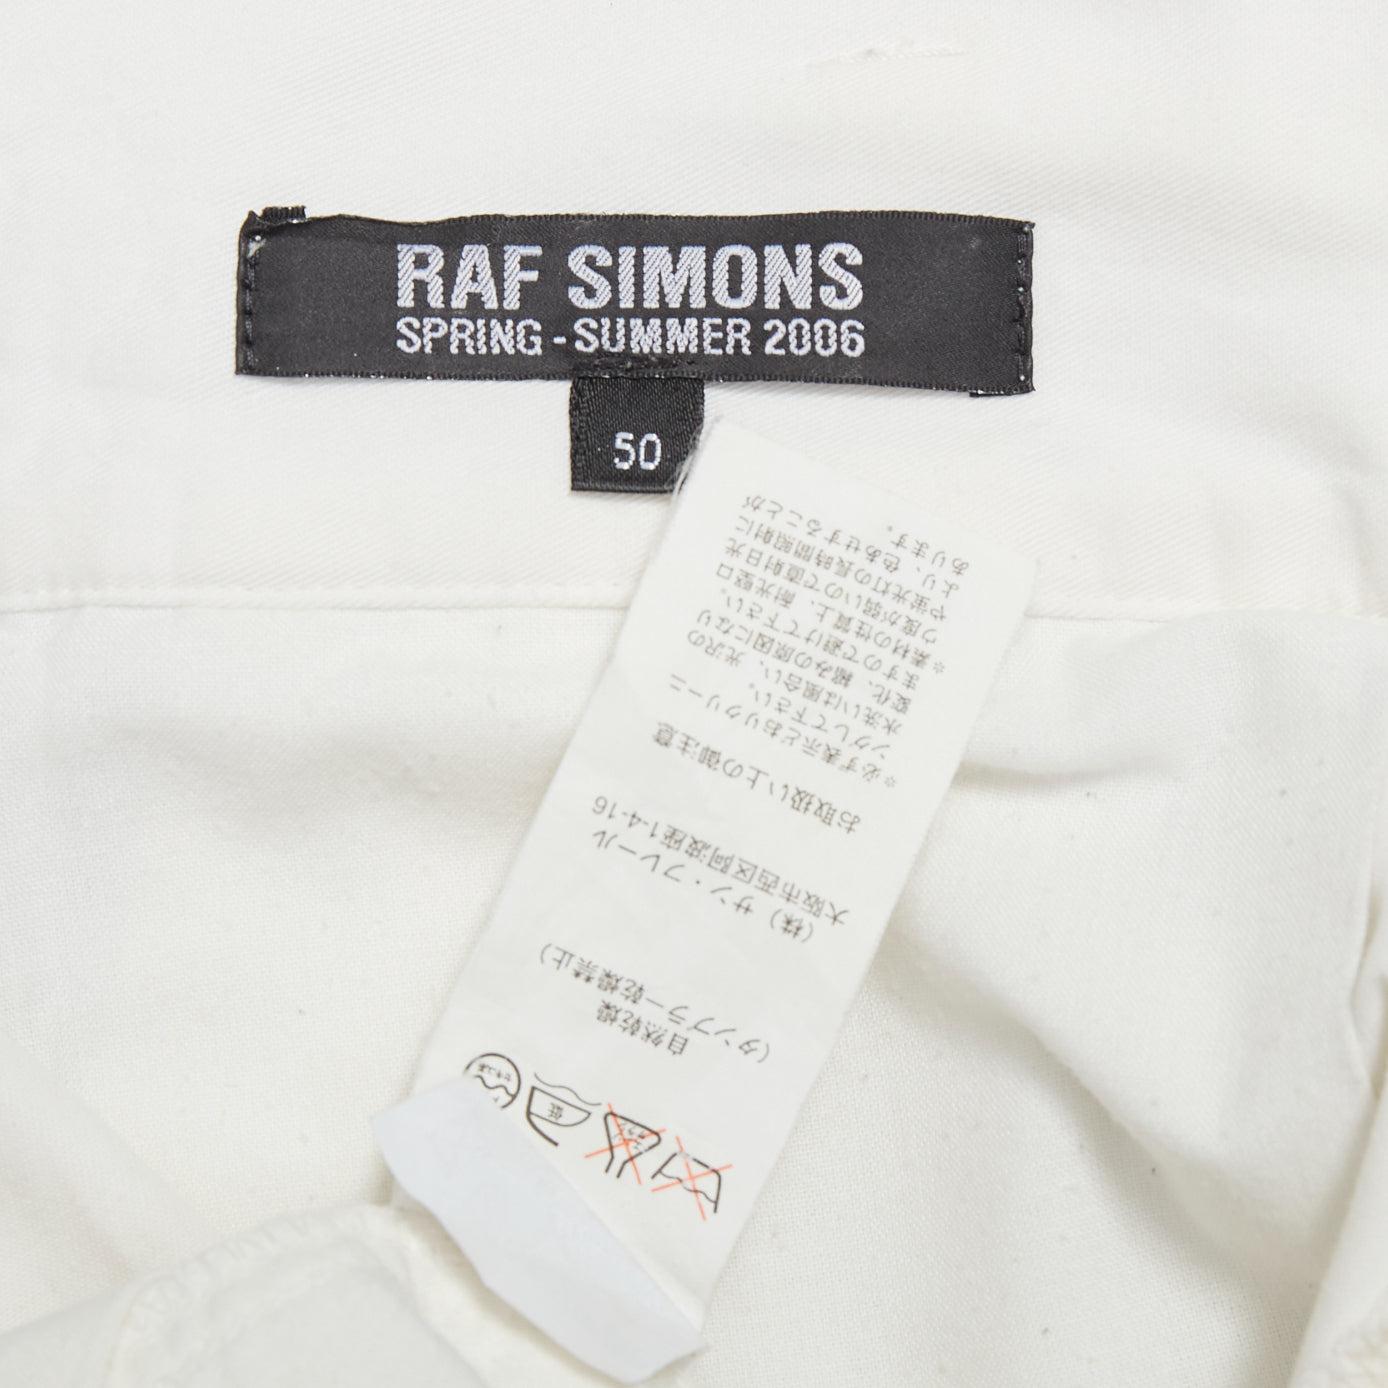 RAF SIMONS
SPRING - SUMMER 2006
50
自然乾燥
(タンブラー乾燥禁止)
(株) サン・フレール
大阪市西区阿波座1-4-16
お取扱い上の御注意
※必ず表示どおりクリーニ
ングして下さい。
水洗いは風合い、光沢の
変化、縮みの原因になり
ますので避けて下さい。
※素材の性質上、耐光堅ロ
ウ度が弱いので直射日光
や蛍光灯の長時間照射に
より、色あせすることが
あります。